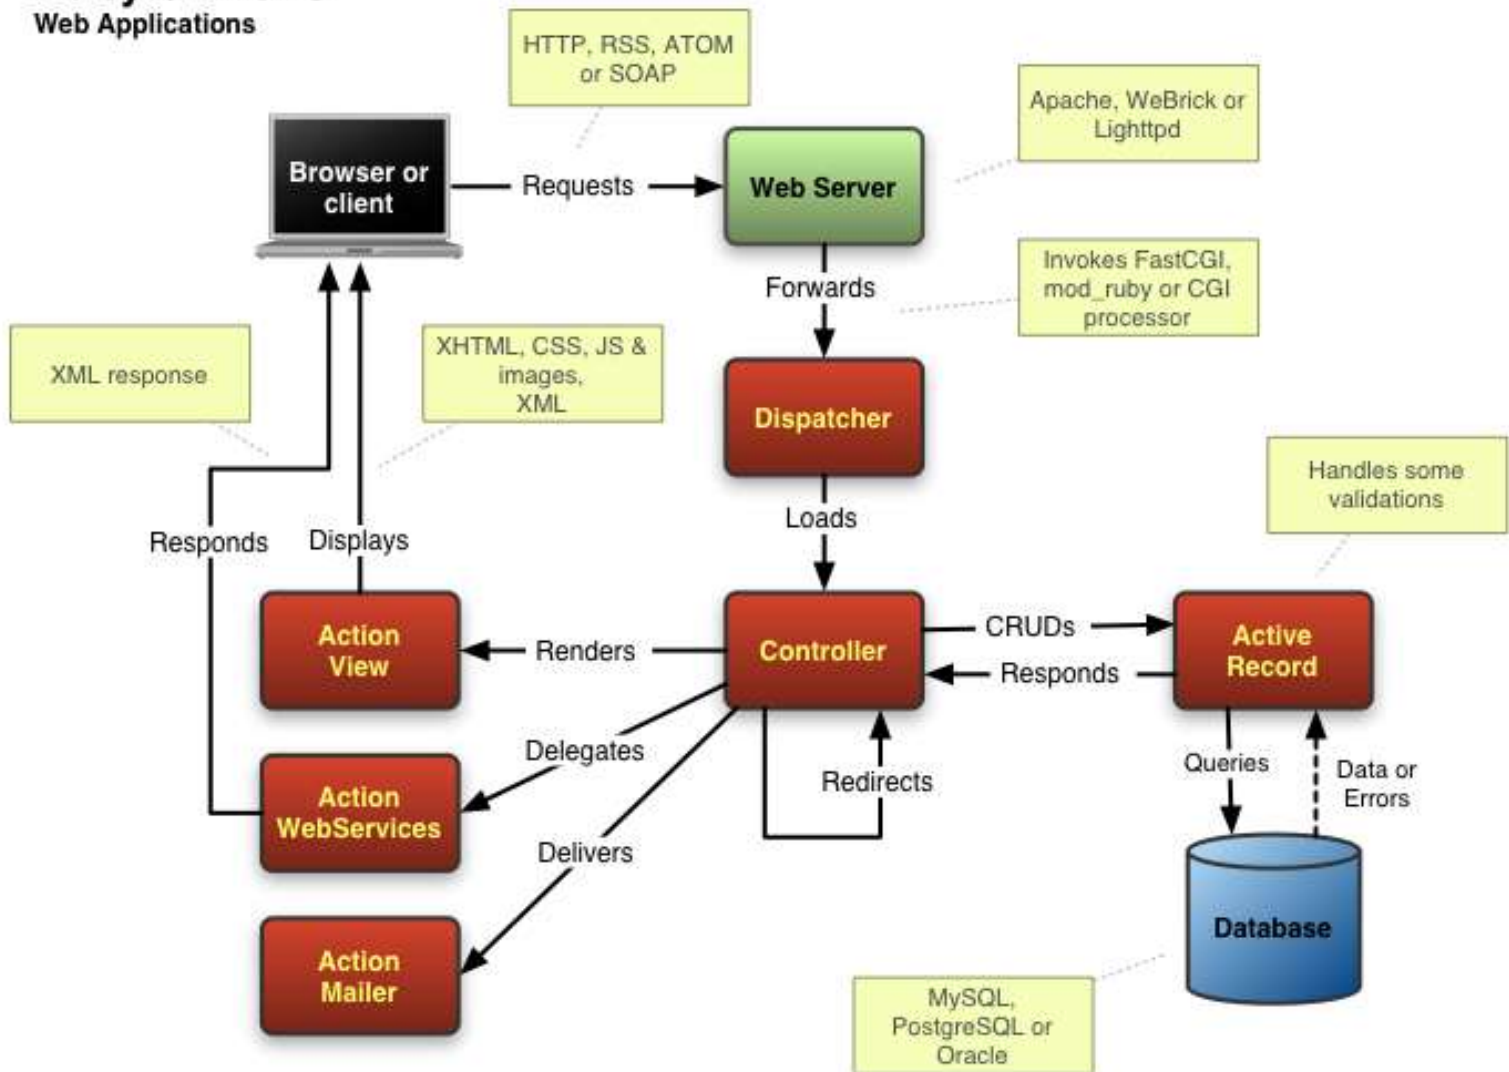 Web Applications
HTTP, RSS, ATOM
or SOAP
Apache, WeBrick or
Lighttpd
Browser or
client
Requests
Web Server
Forwards
Invokes FastCGI,
mod_ruby or CGI
processor
XML response
XHTML, CSS, JS &
images,
XML
Dispatcher
Loads
Handles some
validations
Responds
Displays
Action
View
Renders
Controller
CRUDs
Responds
Active
Record
Delegates
Redirects
Queries
Data or
Errors
Action
WebServices
Delivers
Action
Mailer
Database
MySQL,
PostgreSQL or
Oracle